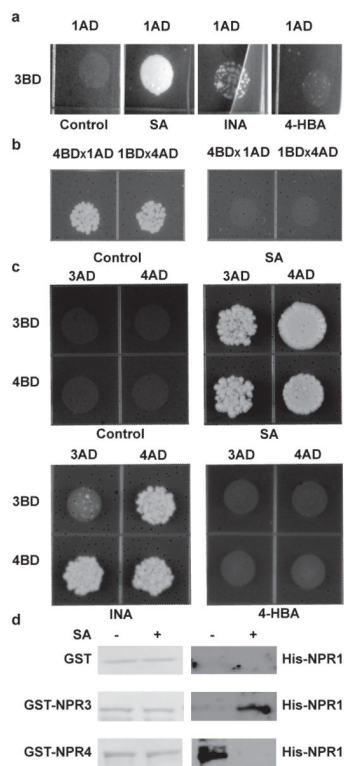 a
1AD 1AD 1AD 1AD
3BD
Control SA INA 4-HBA
b
4BDx1AD 1BDx4AD 4BDx1AD 1BDx4AD
Control SA
c
3AD 4AD 3AD 4AD
3BD
4BD
Control SA
3AD 4AD 3AD 4AD
3BD
4BD
INA 4-HBA
d
SA - + - +
GST His-NPR1
GST-NPR3 His-NPR1
GST-NPR4 His-NPR1